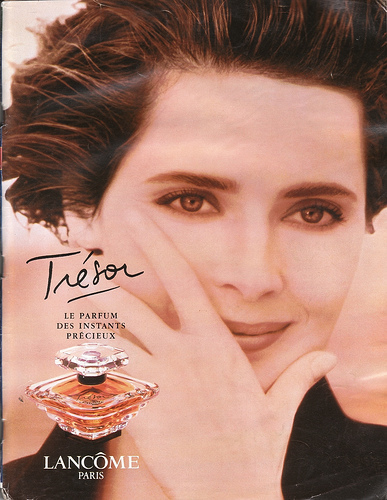 Trésor
LE PARFUM
DES INSTANTS
PRÉCIEUX
LANCÔME
PARIS